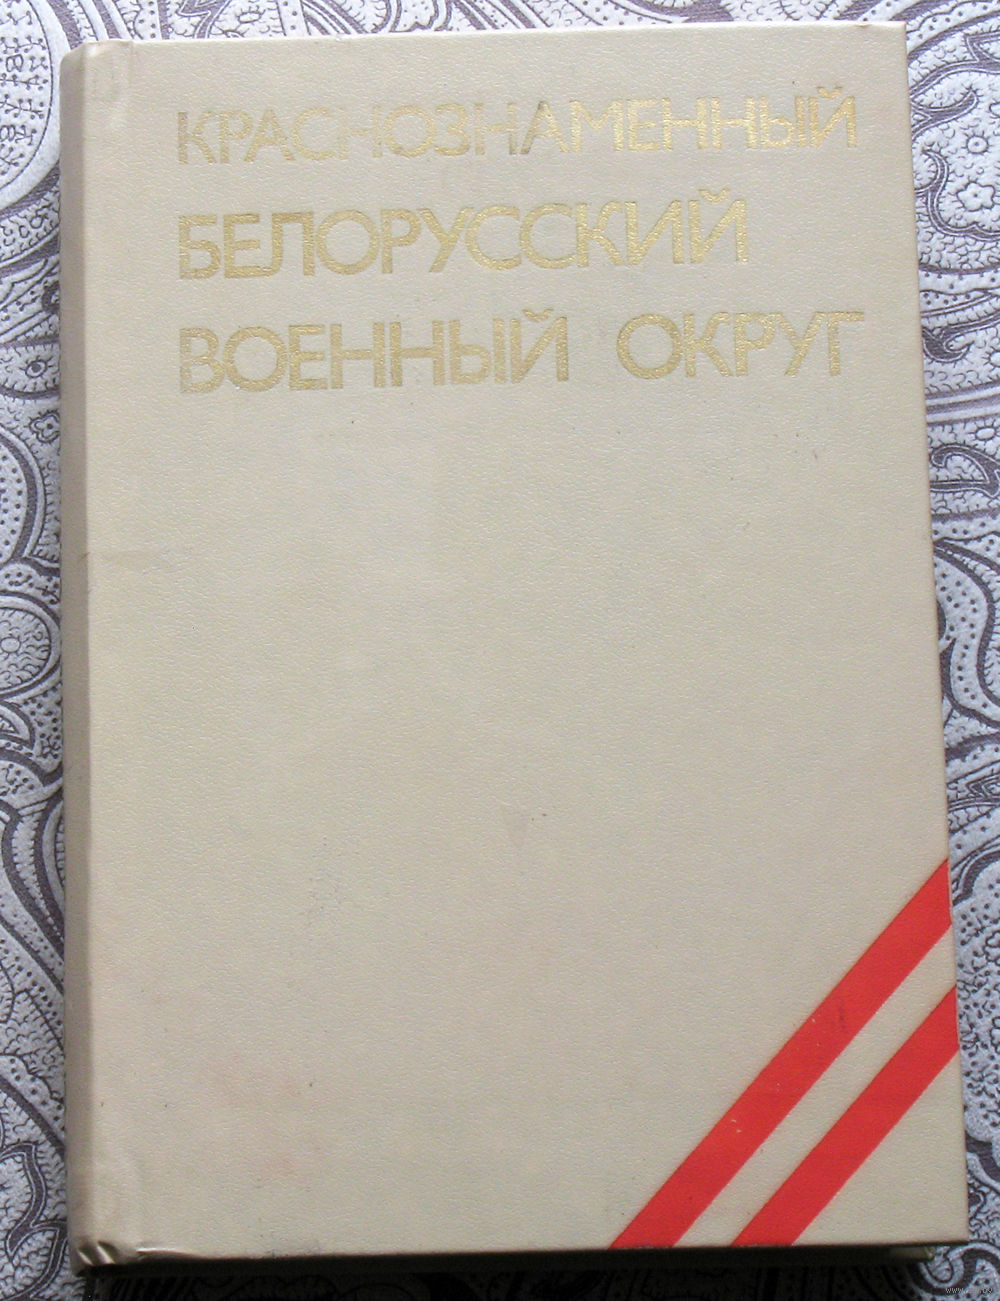 КРАСНОЗНАМЕННЫЙ
БЕЛОРУССКИЙ
ВОЕННЫЙ ОКРУГ